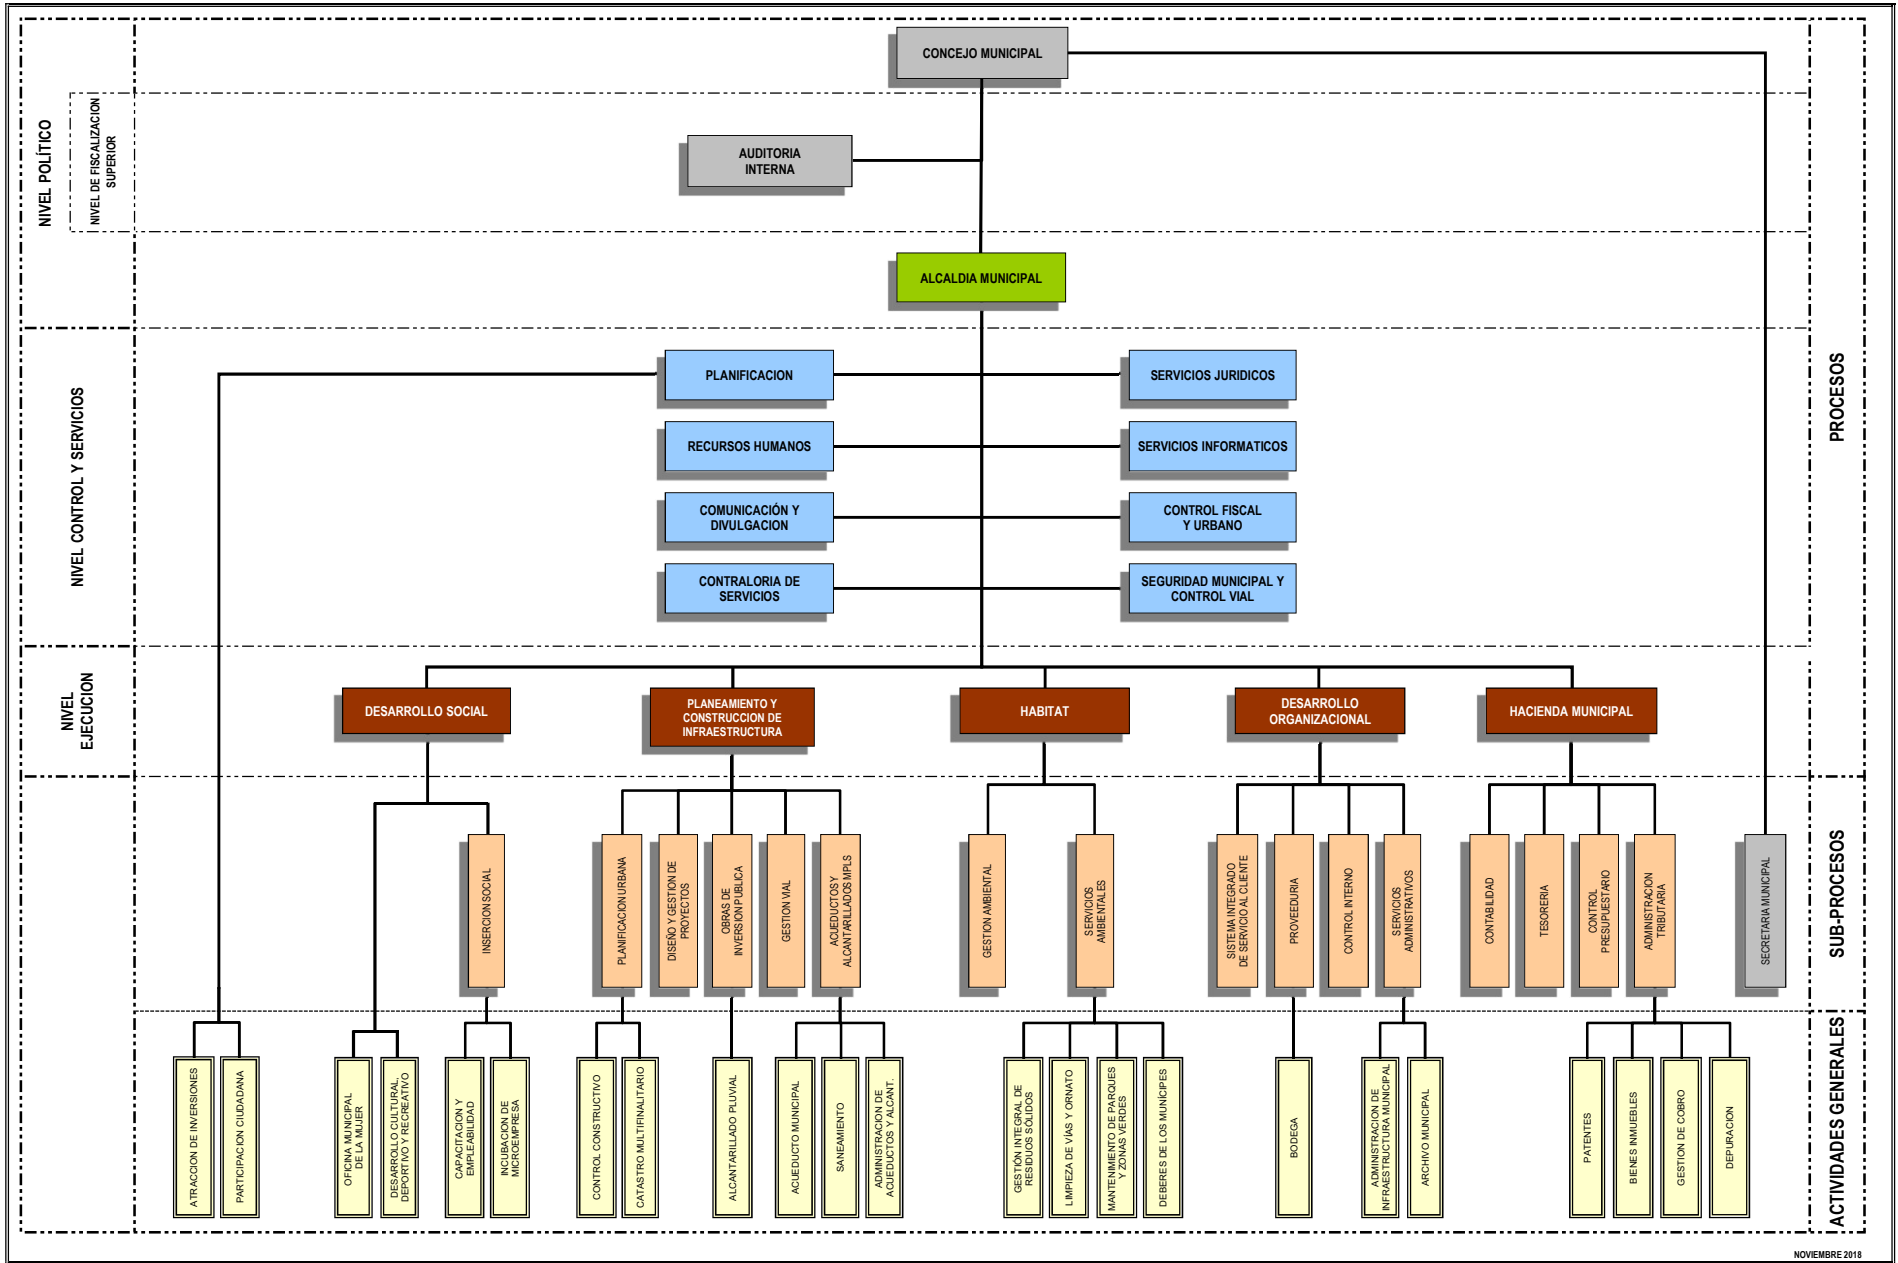 CONCEJO MUNICIPAL
NIVEL POLÍTICO
NIVEL DE FISCALIZACION
SUPERIOR
AUDITORIA
INTERNA
ALCALDIA MUNICIPAL
PROCESOS
NIVEL CONTROL Y SERVICIOS
PLANIFICACION
SERVICIOS JURIDICOS
RECURSOS HUMANOS
SERVICIOS INFORMATICOS
COMUNICACIÓN Y
DIVULGACION
CONTROL FISCAL
Y URBANO
CONTRALORIA DE
SERVICIOS
SEGURIDAD MUNICIPAL Y
CONTROL VIAL
NIVEL
EJECUCION
DESARROLLO SOCIAL
PLANEAMIENTO Y
CONSTRUCCION DE
INFRAESTRUCTURA
HABITAT
DESARROLLO
ORGANIZACIONAL
HACIENDA MUNICIPAL
SUB-PROCESOS
INSERCION SOCIAL
PLANIFICACION URBANA
DISEÑO Y GESTION DE
PROYECTOS
OBRAS DE
INVERSION PUBLICA
GESTION VIAL
ACUEDUCTOS Y
ALCANTARILLADOS MPLS
GESTION AMBIENTAL
SERVICIOS
AMBIENTALES
SISTEMA INTEGRADO
DE SERVICIO AL CLIENTE
PROVEEDURIA
CONTROL INTERNO
SERVICIOS
ADMINISTRATIVOS
CONTABILIDAD
TESORERIA
CONTROL
PRESUPUESTARIO
ADMINISTRACION
TRIBUTARIA
SECRETARIA MUNICIPAL
ACTIVIDADES GENERALES
ATRACCION DE INVERSIONES
PARTICIPACION CIUDADANA
OFICINA MUNICIPAL
DE LA MUJER
DESARROLLO CULTURAL,
DEPORTIVO Y RECREATIVO
CAPACITACION Y
EMPLEABILIDAD
INCUBACION DE
MICROEMPRESA
CONTROL CONSTRUCTIVO
CATASTRO MULTIFINALITARIO
ALCANTARILLADO PLUVIAL
ACUEDUCTO MUNICIPAL
SANEAMIENTO
ADMINISTRACION DE
ACUEDUCTOS Y ALCANT.
GESTIÓN INTEGRAL DE
RESIDUOS SÓLIDOS
LIMPIEZA DE VÍAS Y ORNATO
MANTENIMIENTO DE PARQUES
Y ZONAS VERDES
DEBERES DE LOS MUNÍCIPES
BODEGA
ADMINISTRACION DE
INFRAESTRUCTURA MUNICIPAL
ARCHIVO MUNICIPAL
PATENTES
BIENES INMUEBLES
GESTION DE COBRO
DEPURACION
NOVIEMBRE 2018